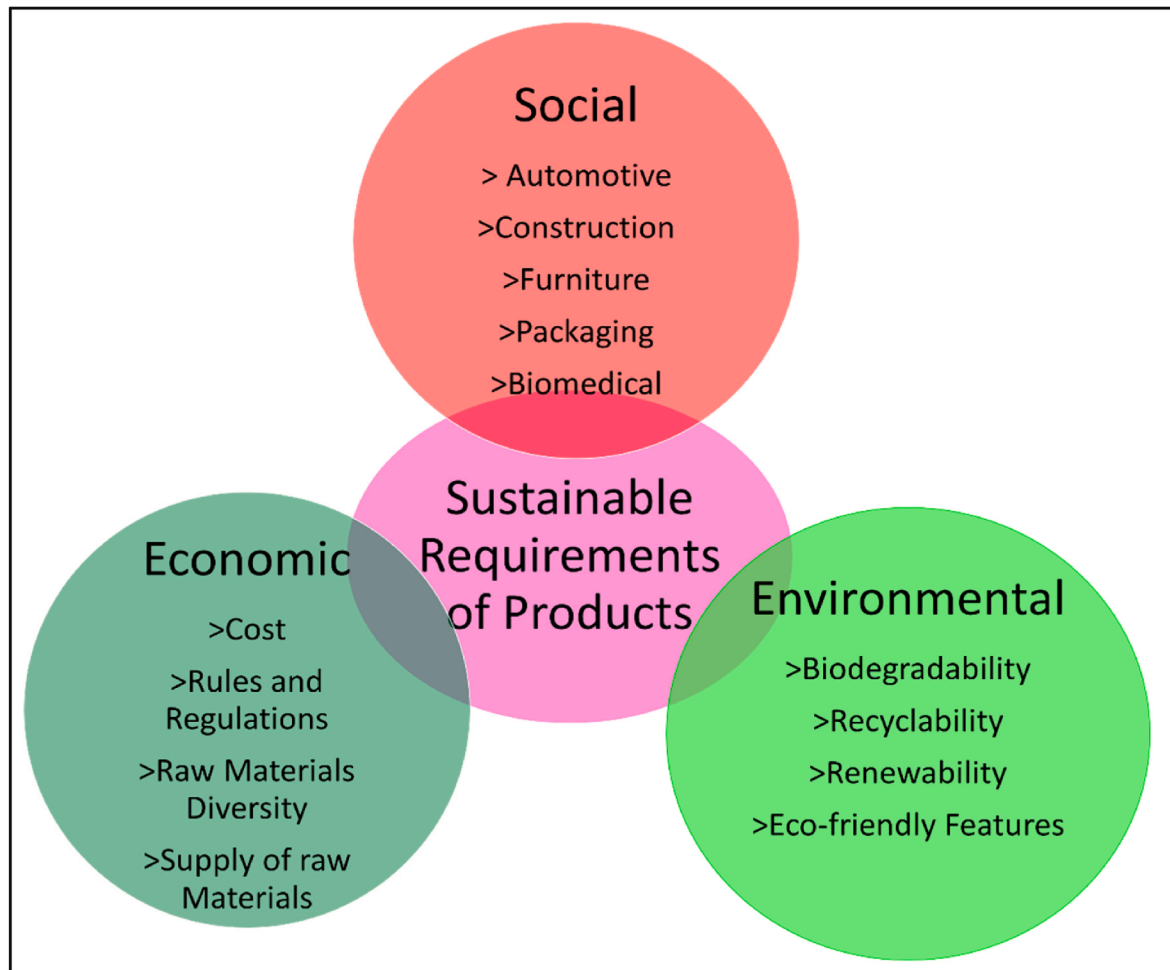 Social
> Automotive
>Construction
>Furniture
>Packaging
>Biomedical
Sustainable
Requirements
of Products
Economic
>Cost
>Rules and
Regulations
>Raw Materials
Diversity
>Supply of raw
Materials
Environmental
>Biodegradability
>Recyclability
>Renewability
>Eco-friendly Features